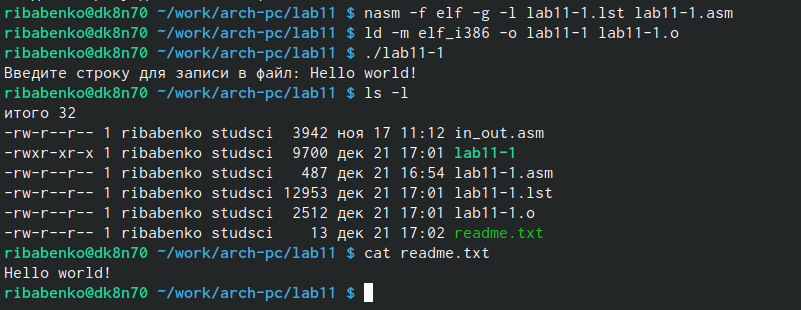 ribabenko@dk8n70 ~/work/arch-pc/lab11 $ nasm -f elf -g -l lab11-1.lst lab11-1.asm
ribabenko@dk8n70 ~/work/arch-pc/lab11 $ ld -m elf_i386 -o lab11-1 lab11-1.o
ribabenko@dk8n70 ~/work/arch-pc/lab11 $ ./lab11-1
Введите строку для записи в файл: Hello world!
ribabenko@dk8n70 ~/work/arch-pc/lab11 $ ls -l
итого 32
-rw-r--r-- 1 ribabenko studsci  3942 ноя 17 11:12 in_out.asm
-rwxr-xr-x 1 ribabenko studsci  9700 дек 21 17:01 lab11-1
-rw-r--r-- 1 ribabenko studsci   487 дек 21 16:54 lab11-1.asm
-rw-r--r-- 1 ribabenko studsci 12953 дек 21 17:01 lab11-1.lst
-rw-r--r-- 1 ribabenko studsci  2512 дек 21 17:01 lab11-1.o
-rw-r--r-- 1 ribabenko studsci    13 дек 21 17:02 readme.txt
ribabenko@dk8n70 ~/work/arch-pc/lab11 $ cat readme.txt
Hello world!
ribabenko@dk8n70 ~/work/arch-pc/lab11 $